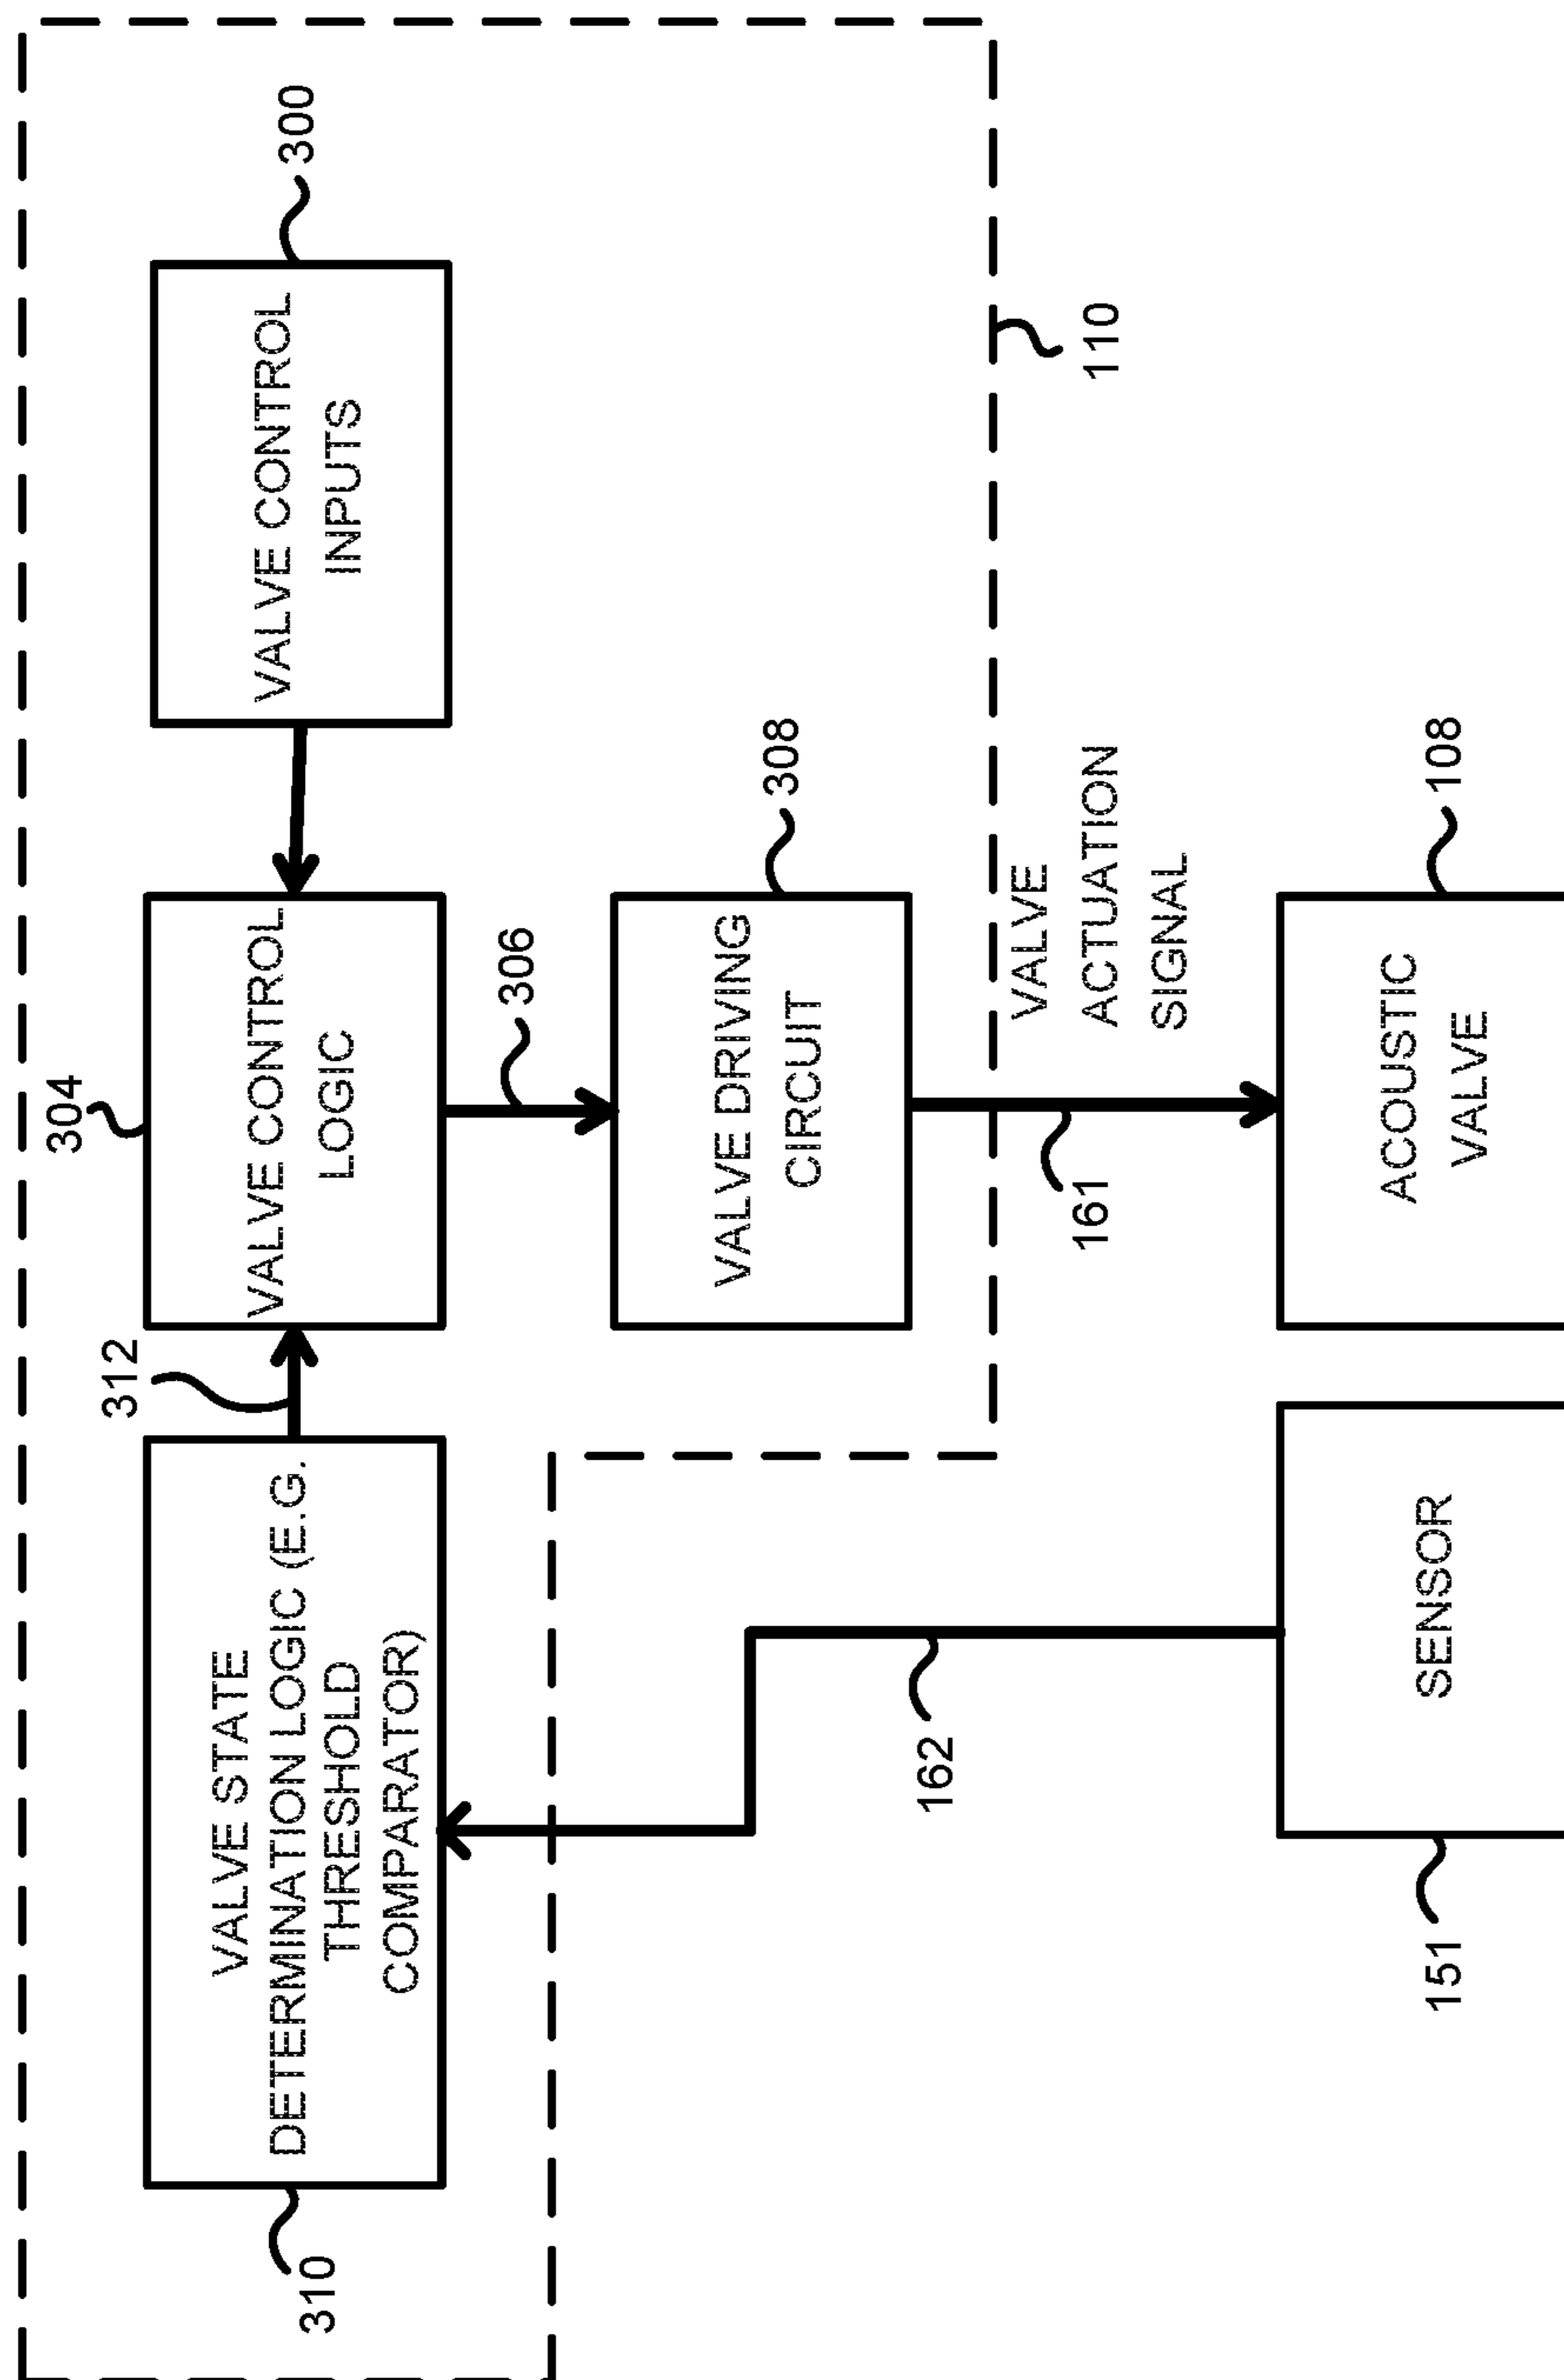 304
312
310
VALVE STATE
DETERMINATION LOGIC (E.G.
THRESHOLD
COMPARATOR)
VALVE CONTROL
LOGIC
VALVE CONTROL
INPUTS
300
306
VALVE DRIVING
CIRCUIT
308
162
161
VALVE
ACTUATION
SIGNAL
110
151
SENSOR
ACOUSTIC
VALVE
108